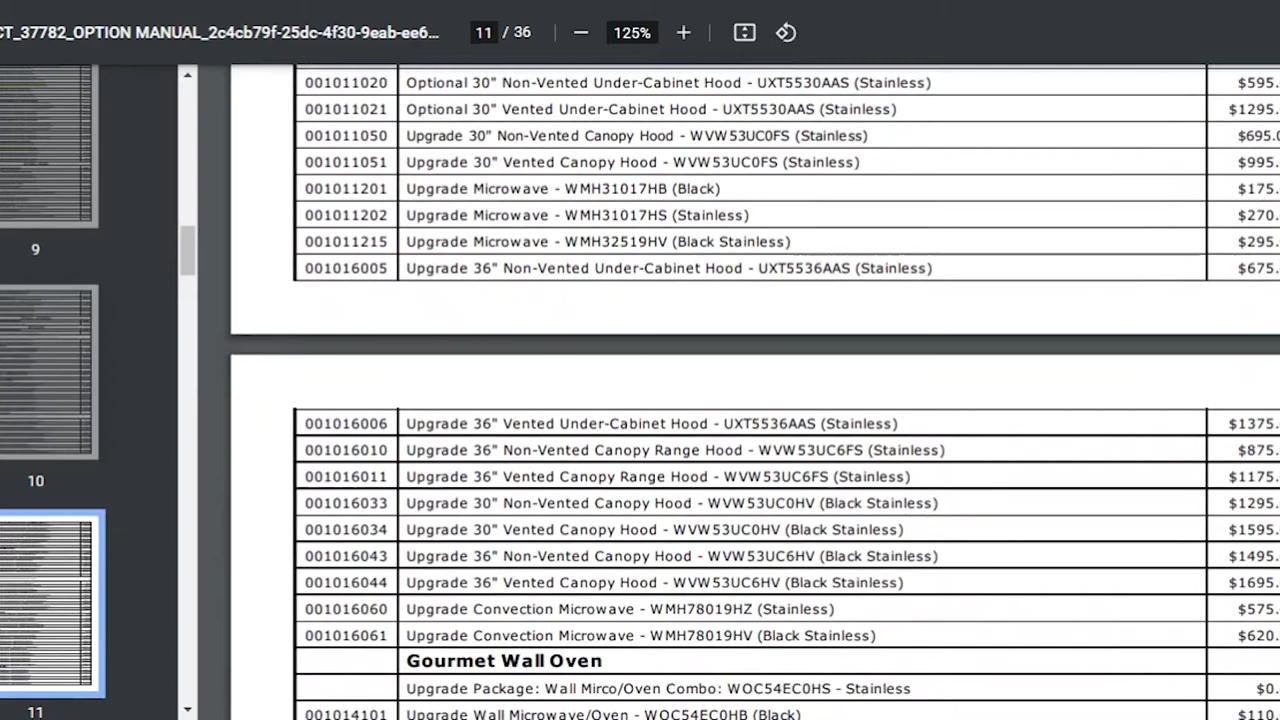 CT_37782_OPTION MANUAL_2c4cb79f-25dc-4f30-9eab-ee6...
11 / 36
125%
001011020 Optional 30" Non-Vented Under-Cabinet Hood - UXT5530AAS (Stainless) $595.
001011021 Optional 30" Vented Under-Cabinet Hood - UXT5530AAS (Stainless) $1295.
001011050 Upgrade 30" Non-Vented Canopy Hood - WVW53UC0FS (Stainless) $695.0
001011051 Upgrade 30" Vented Canopy Hood - WVW53UC0FS (Stainless) $995.
001011201 Upgrade Microwave - WMH31017HB (Black) $175.
001011202 Upgrade Microwave - WMH31017HS (Stainless) $270.
001011215 Upgrade Microwave - WMH32519HV (Black Stainless) $295.
001016005 Upgrade 36" Non-Vented Under-Cabinet Hood - UXT5536AAS (Stainless) $675.
001016006 Upgrade 36" Vented Under-Cabinet Hood - UXT5536AAS (Stainless) $1375.
001016010 Upgrade 36" Non-Vented Canopy Range Hood - WVW53UC6FS (Stainless) $875.
001016011 Upgrade 36" Vented Canopy Range Hood - WVW53UC6FS (Stainless) $1175.
001016033 Upgrade 30" Non-Vented Canopy Hood - WVW53UC0HV (Black Stainless) $1295.
001016034 Upgrade 30" Vented Canopy Hood - WVW53UC0HV (Black Stainless) $1595.
001016043 Upgrade 36" Non-Vented Canopy Hood - WVW53UC6HV (Black Stainless) $1495.
001016044 Upgrade 36" Vented Canopy Hood - WVW53UC6HV (Black Stainless) $1695.
001016060 Upgrade Convection Microwave - WMH78019HZ (Stainless) $575.
001016061 Upgrade Convection Microwave - WMH78019HV (Black Stainless) $620.
Gourmet Wall Oven
Upgrade Package: Wall Mirco/Oven Combo: WOC54EC0HS - Stainless $0.
001014101 Upgrade Wall Microwave/Oven - WOC54EC0HB (Black) $110.
9
10
11